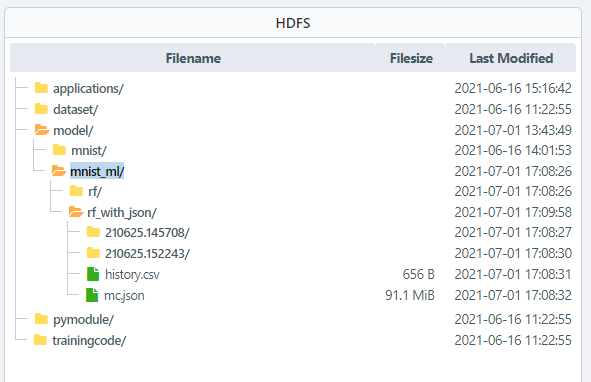 HDFS
Filename Filesize Last Modified
applications/ 2021-06-16 15:16:42
dataset/ 2021-06-16 11:22:55
model/ 2021-07-01 13:43:49
mnist/ 2021-06-16 14:01:53
mnist_ml/ 2021-07-01 17:08:26
rf/ 2021-07-01 17:08:26
rf_with_json/ 2021-07-01 17:09:58
210625.145708/ 2021-07-01 17:08:27
210625.152243/ 2021-07-01 17:08:30
history.csv 656 B 2021-07-01 17:08:31
mc.json 91.1 MiB 2021-07-01 17:08:32
pymodule/ 2021-06-16 11:22:55
trainingcode/ 2021-06-16 11:22:55